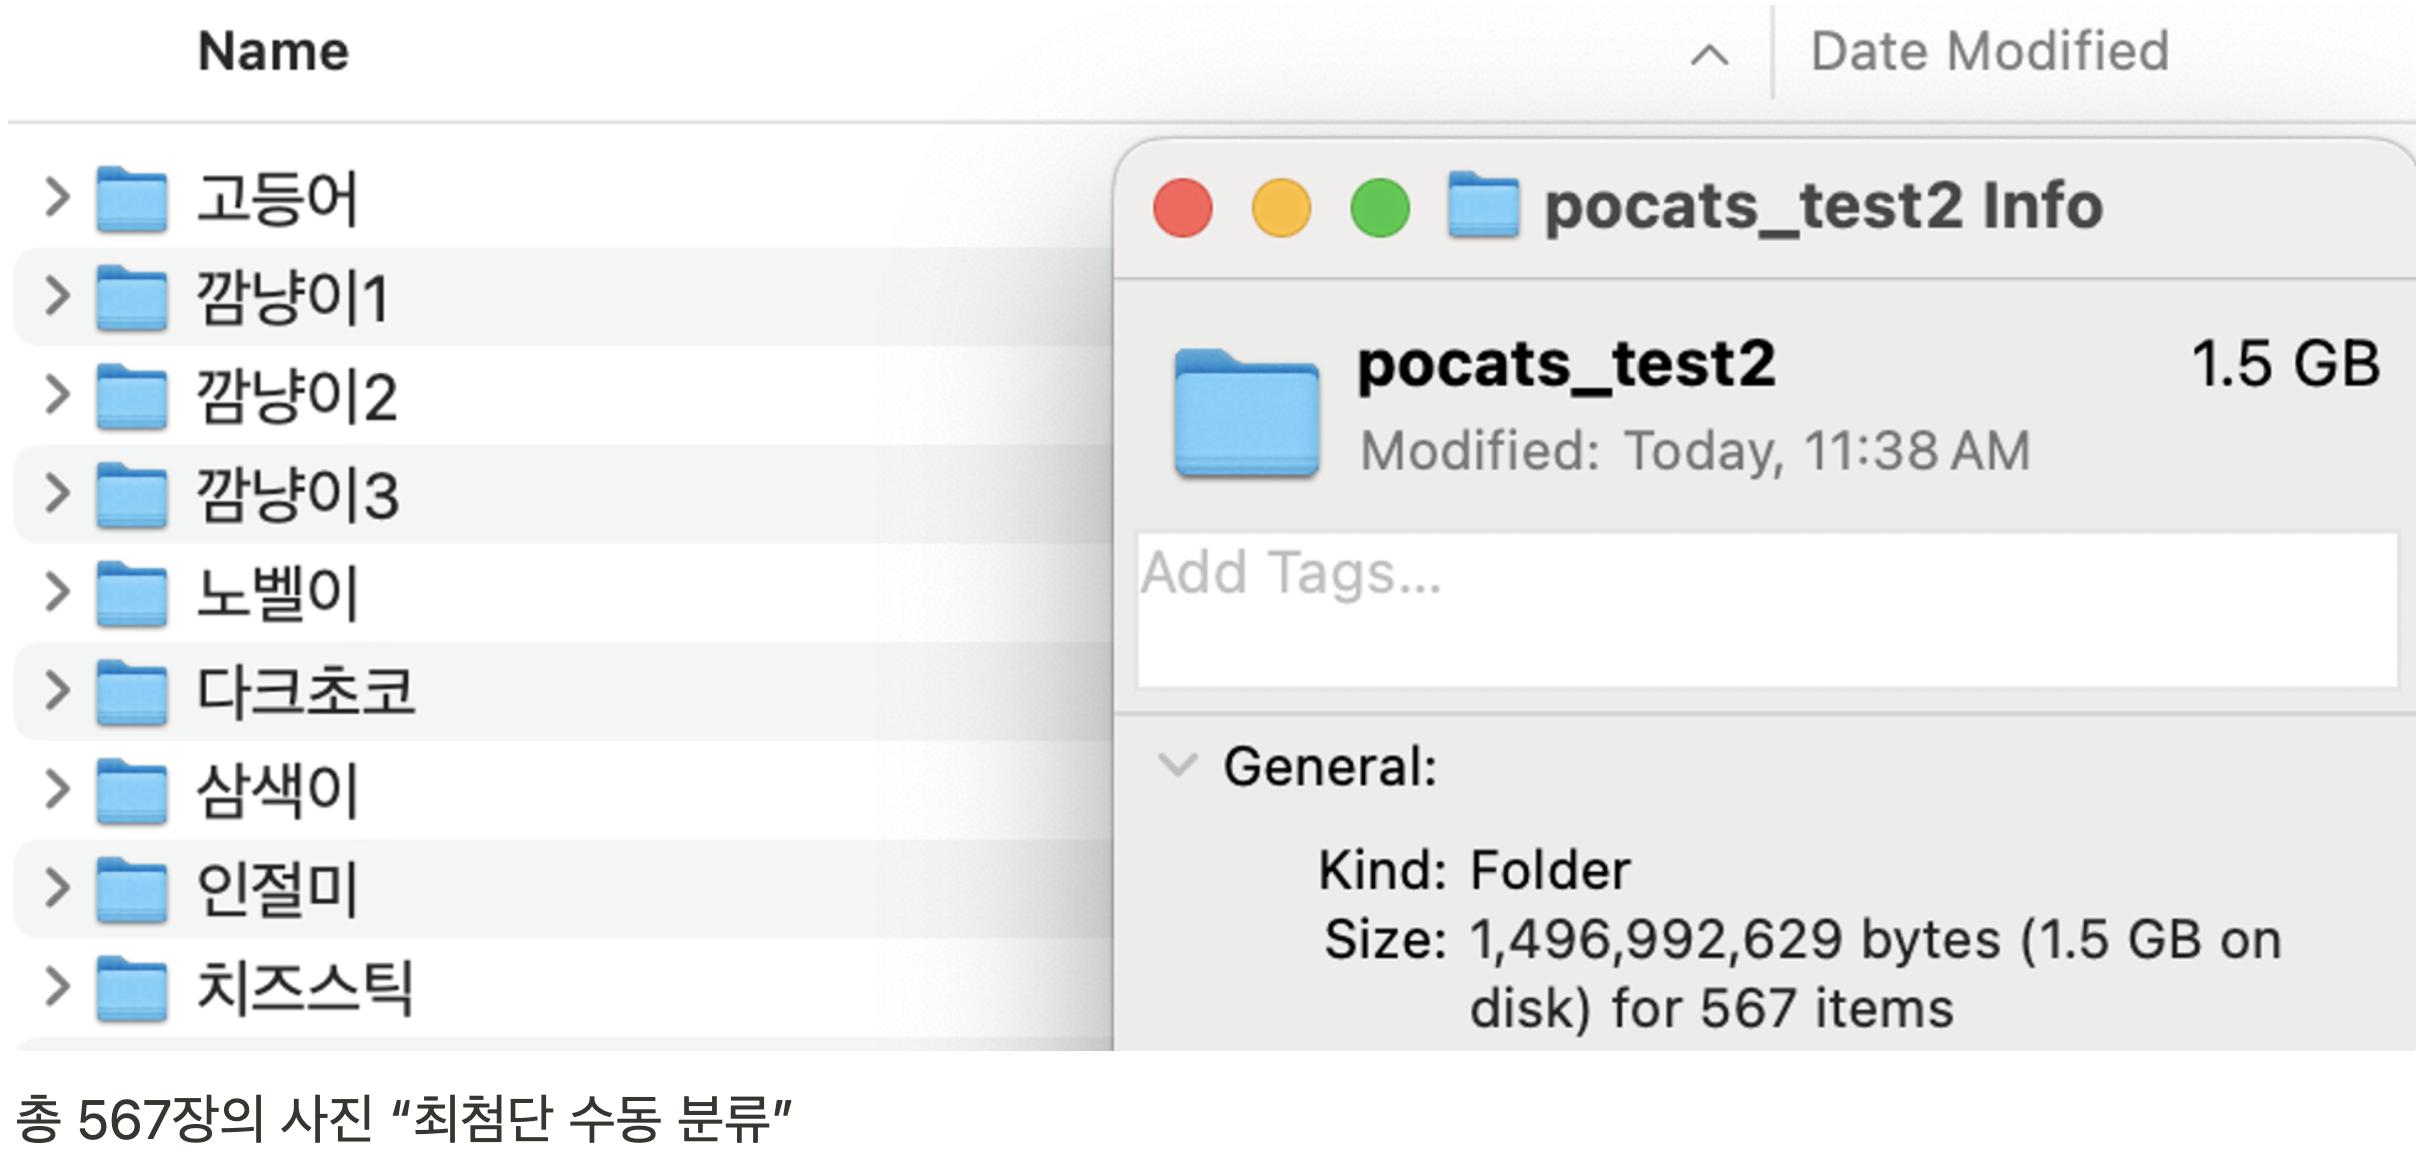 Name
Date Modified
고등어
깜냥이1
깜냥이2
깜냥이3
노벨이
다크초코
삼색이
인절미
치즈스틱
pocats_test2 Info
pocats_test2
1.5 GB
Modified: Today, 11:38 AM
Add Tags...
General:
Kind: Folder
Size: 1,496,992,629 bytes (1.5 GB on
disk) for 567 items
총 567장의 사진 “최첨단 수동 분류”